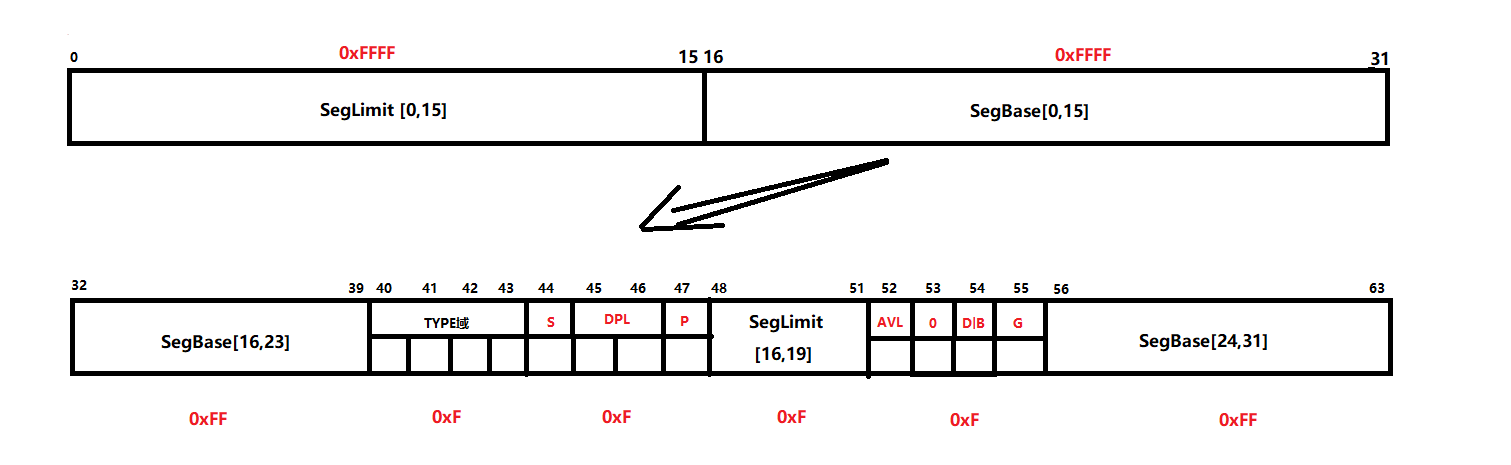 0 0xFFFF 15 16 0xFFFF 31
SegLimit [0,15] SegBase[0,15]
32 39 40 41 42 43 44 45 46 47 48 51 52 53 54 55 56 63
SegBase[16,23] TYPE域 S DPL P SegLimit AVL 0 D|B G SegBase[24,31]
[16,19]
0xFF 0xF 0xF 0xF 0xF 0xFF